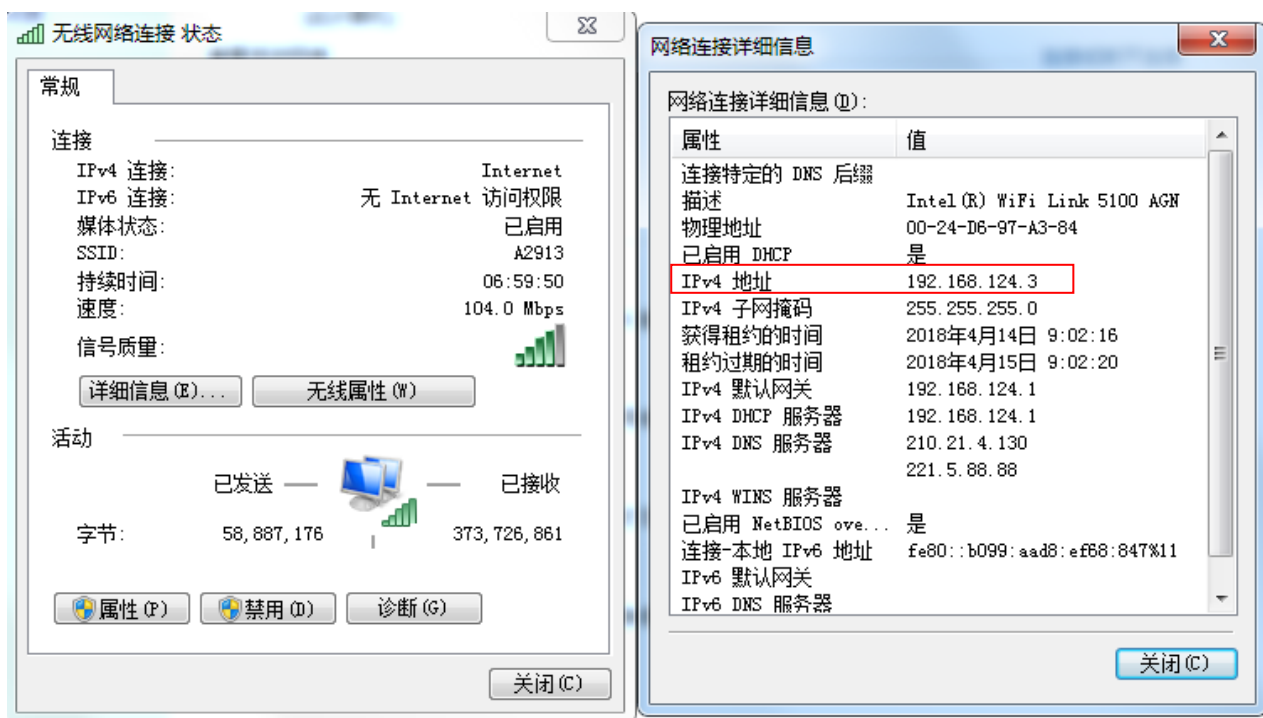 无线网络连接 状态
常规
连接
IPv4 连接: Internet
IPv6 连接: 无 Internet 访问权限
媒体状态: 已启用
SSID: A2913
持续时间: 06:59:50
速度: 104.0 Mbps
信号质量:
详细信息(E)... 无线属性(W)
活动
已发送 — — 已接收
字节: 58,887,176 373,726,861
属性(P) 禁用(D) 诊断(G)
关闭(C)
网络连接详细信息
网络连接详细信息(D):
属性 值
连接特定的 DNS 后缀
描述 Intel(R) WiFi Link 5100 AGN
物理地址 00-24-D6-97-A3-84
已启用 DHCP 是
IPv4 地址 192.168.124.3
IPv4 子网掩码 255.255.255.0
获得租约的时间 2018年4月14日 9:02:16
租约过期的时间 2018年4月15日 9:02:20
IPv4 默认网关 192.168.124.1
IPv4 DHCP 服务器 192.168.124.1
IPv4 DNS 服务器 210.21.4.130
221.5.88.88
IPv4 WINS 服务器
已启用 NetBIOS ove... 是
连接-本地 IPv6 地址 fe80::b099:aad8:ef68:847%11
IPv6 默认网关
IPv6 DNS 服务器
关闭(C)